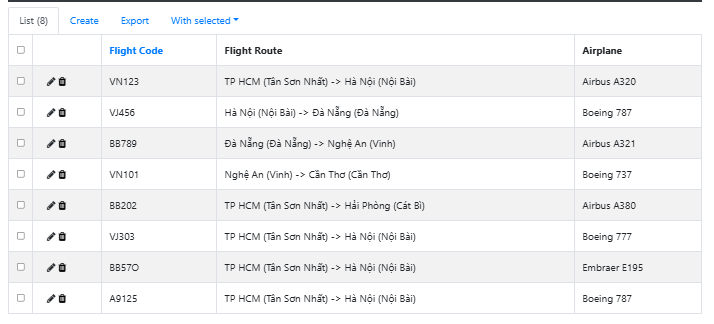 List (8) Create Export With selected
Flight Code Flight Route Airplane
VN123 TP HCM (Tân Sơn Nhất) -> Hà Nội (Nội Bài) Airbus A320
VJ456 Hà Nội (Nội Bài) -> Đà Nẵng (Đà Nẵng) Boeing 787
BB789 Đà Nẵng (Đà Nẵng) -> Nghệ An (Vinh) Airbus A321
VN101 Nghệ An (Vinh) -> Cần Thơ (Cần Thơ) Boeing 737
BB202 TP HCM (Tân Sơn Nhất) -> Hải Phòng (Cát Bì) Airbus A380
VJ303 TP HCM (Tân Sơn Nhất) -> Hà Nội (Nội Bài) Boeing 777
BB57O TP HCM (Tân Sơn Nhất) -> Hà Nội (Nội Bài) Embraer E195
A9125 TP HCM (Tân Sơn Nhất) -> Hà Nội (Nội Bài) Boeing 787